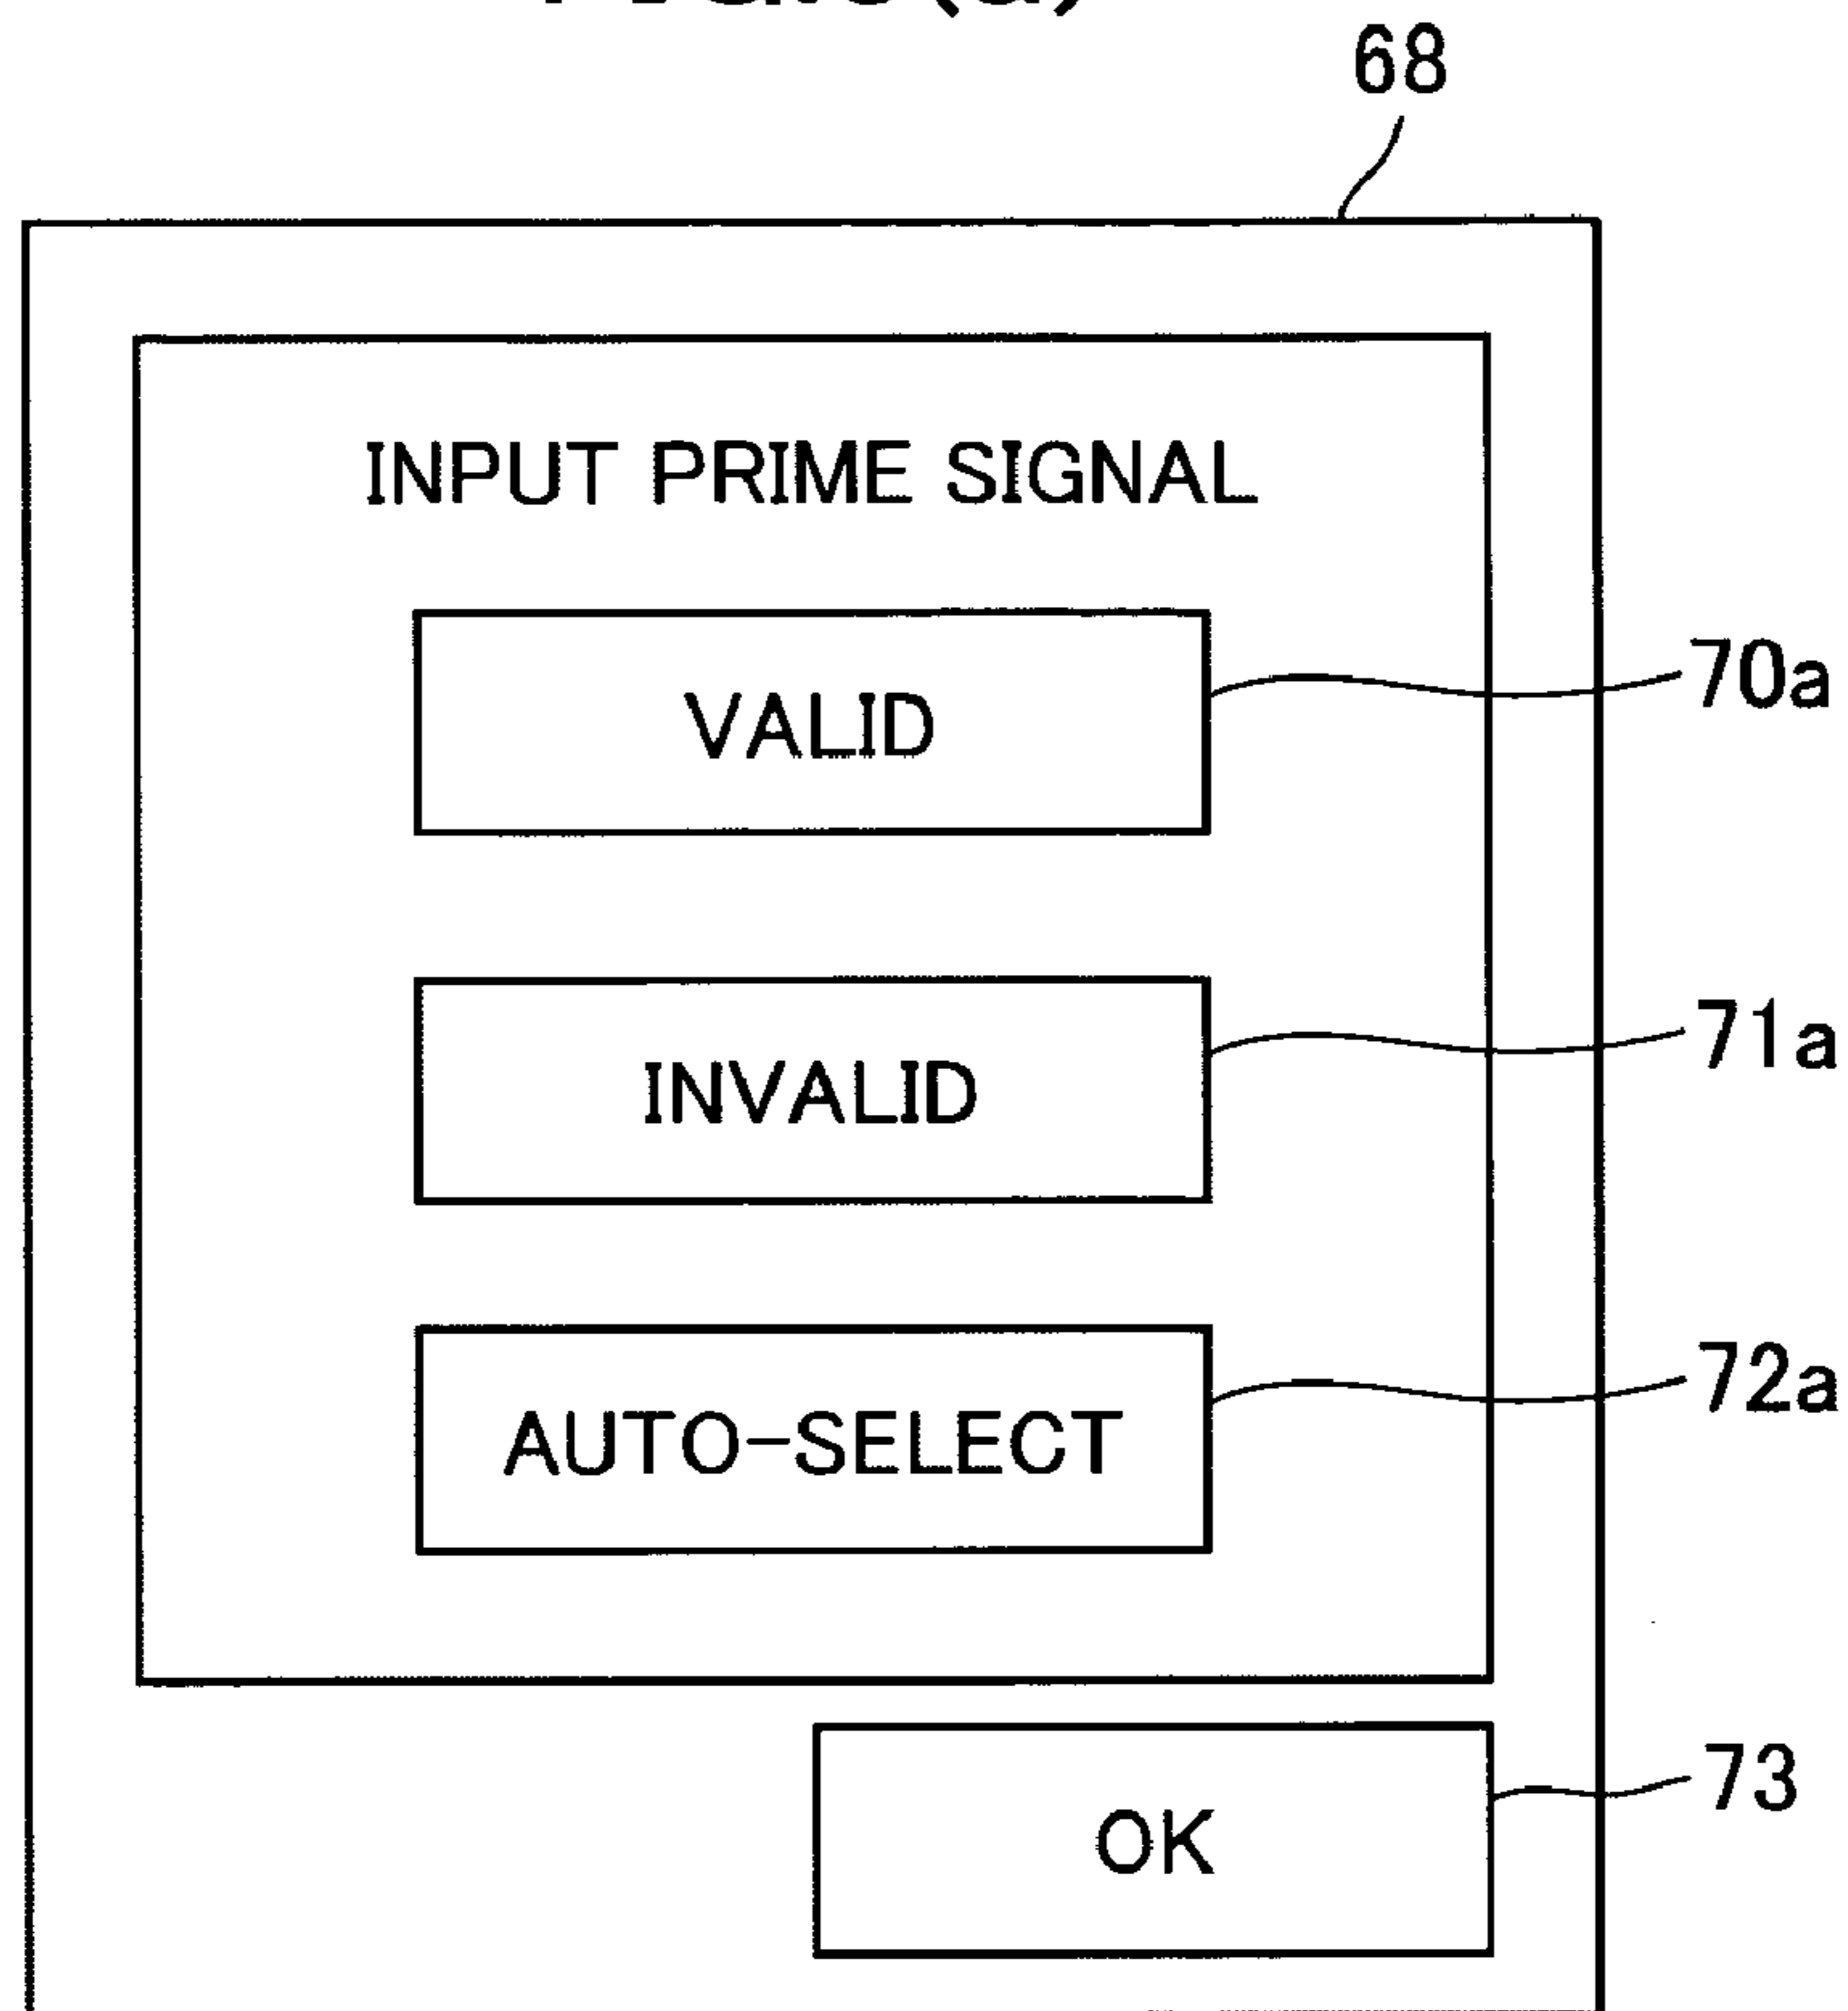 68
INPUT PRIME SIGNAL
VALID
70a
INVALID
71a
AUTO-SELECT
72a
OK
73